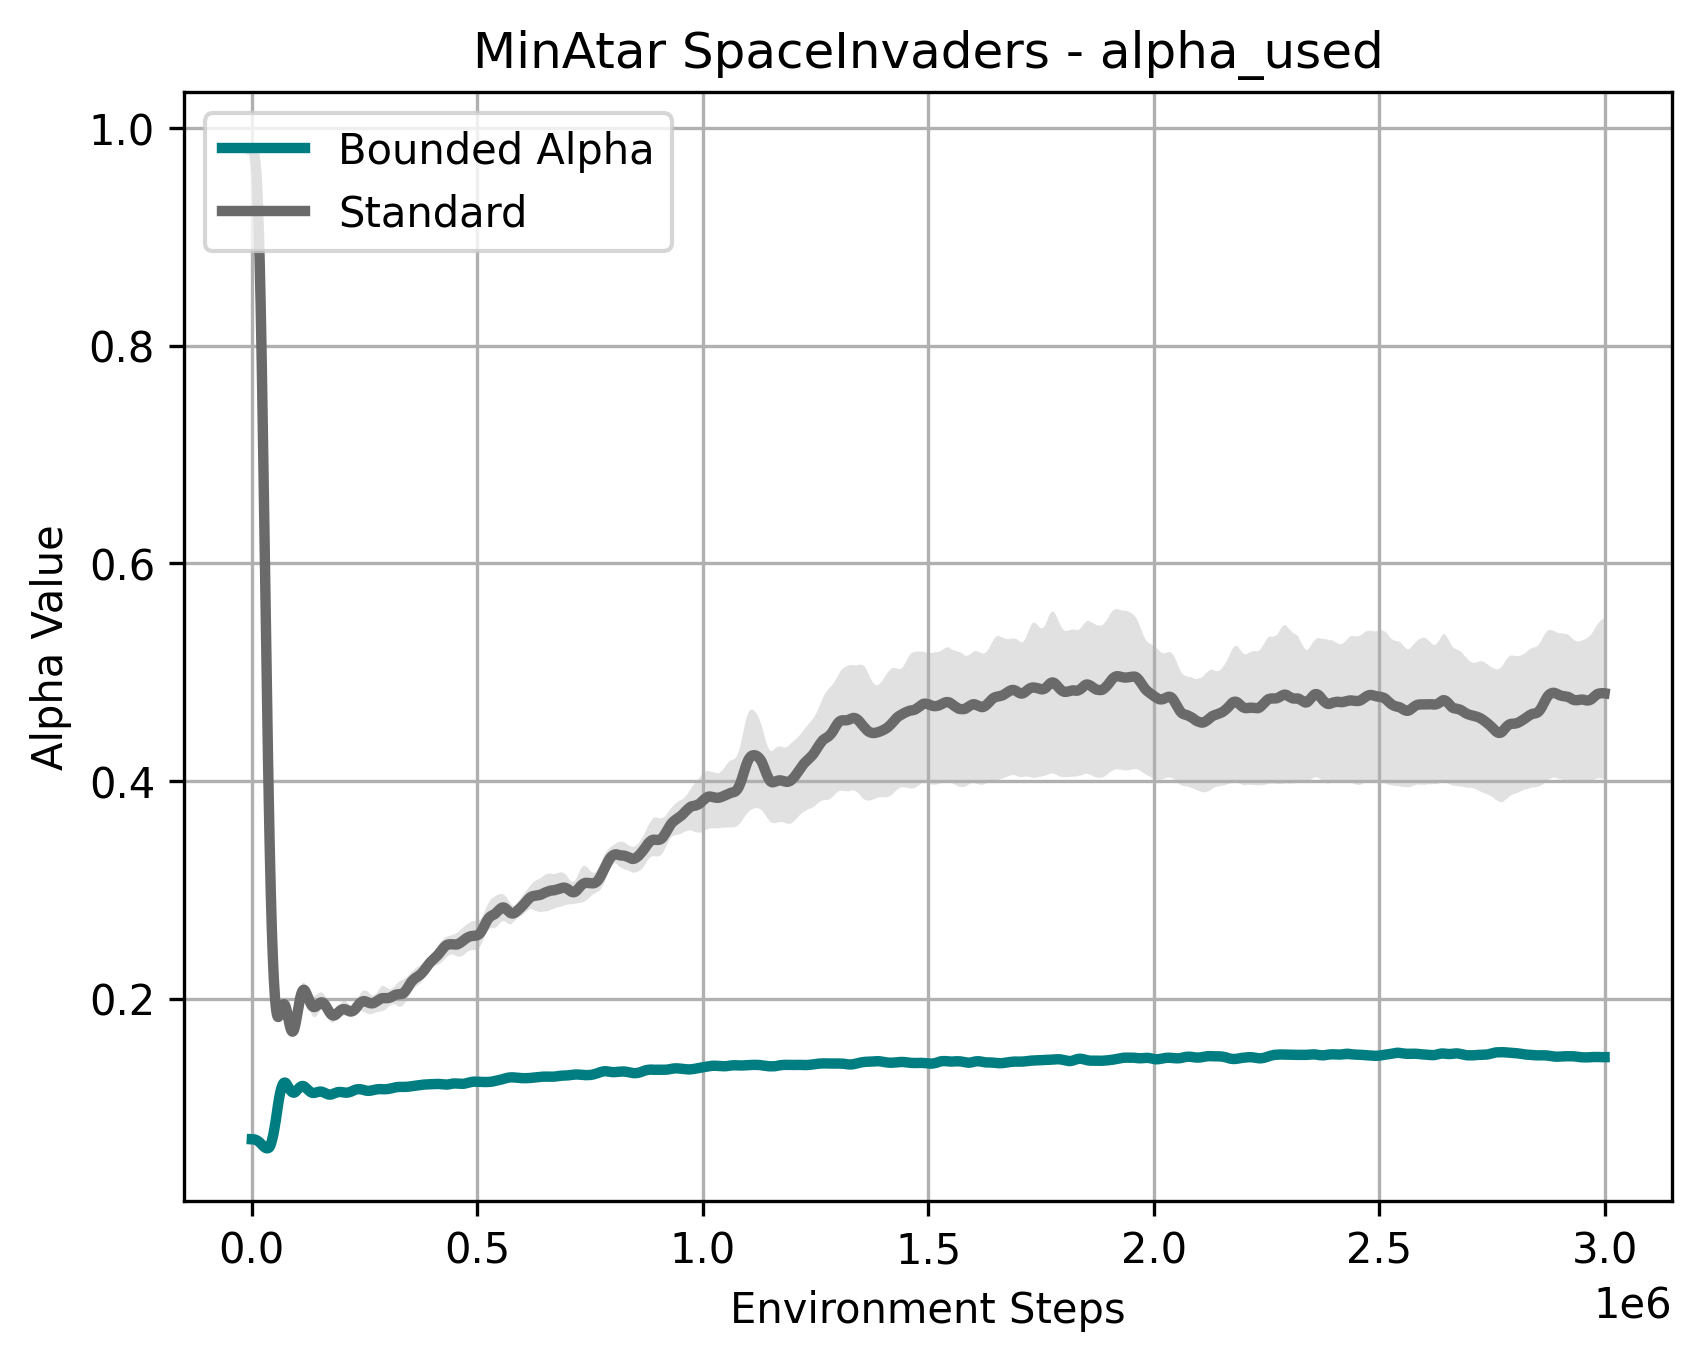 MinAtar SpaceInvaders - alpha_used
Bounded Alpha
Standard
Alpha Value
1.0
0.8
0.6
0.4
0.2
0.0 0.5 1.0 1.5 2.0 2.5 3.0
1e6
Environment Steps